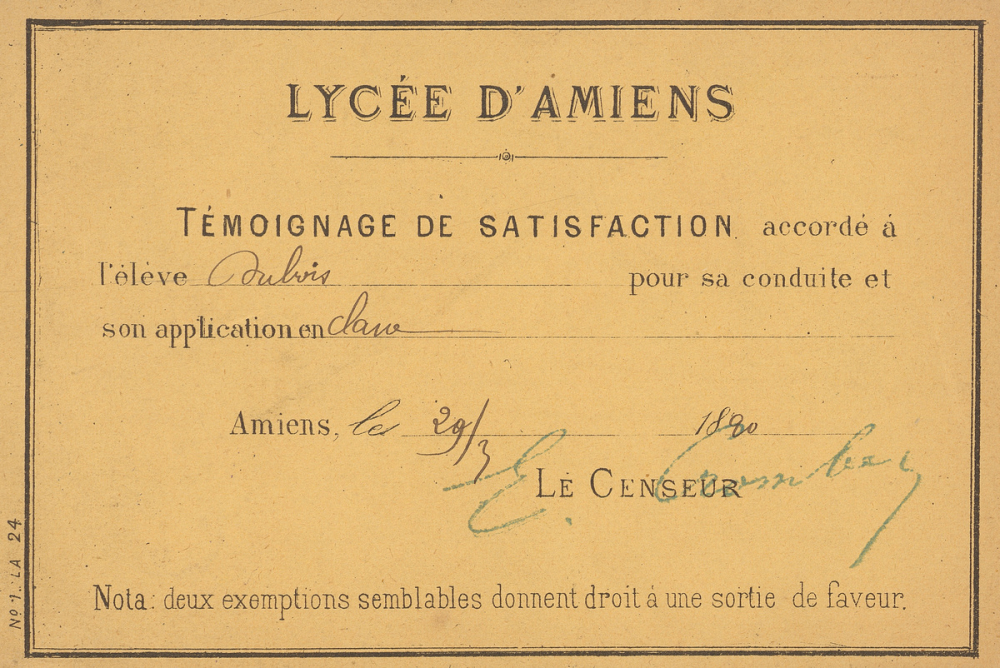 LYCÉE D'AMIENS
TÉMOIGNAGE DE SATISFACTION accordé à
l'élève Dubois pour sa conduite et
son application en classe
Amiens, le 29/3 1880
LE CENSEUR
E.
Nota: deux exemptions semblables donnent droit à une sortie de faveur.
No 1. LA 24